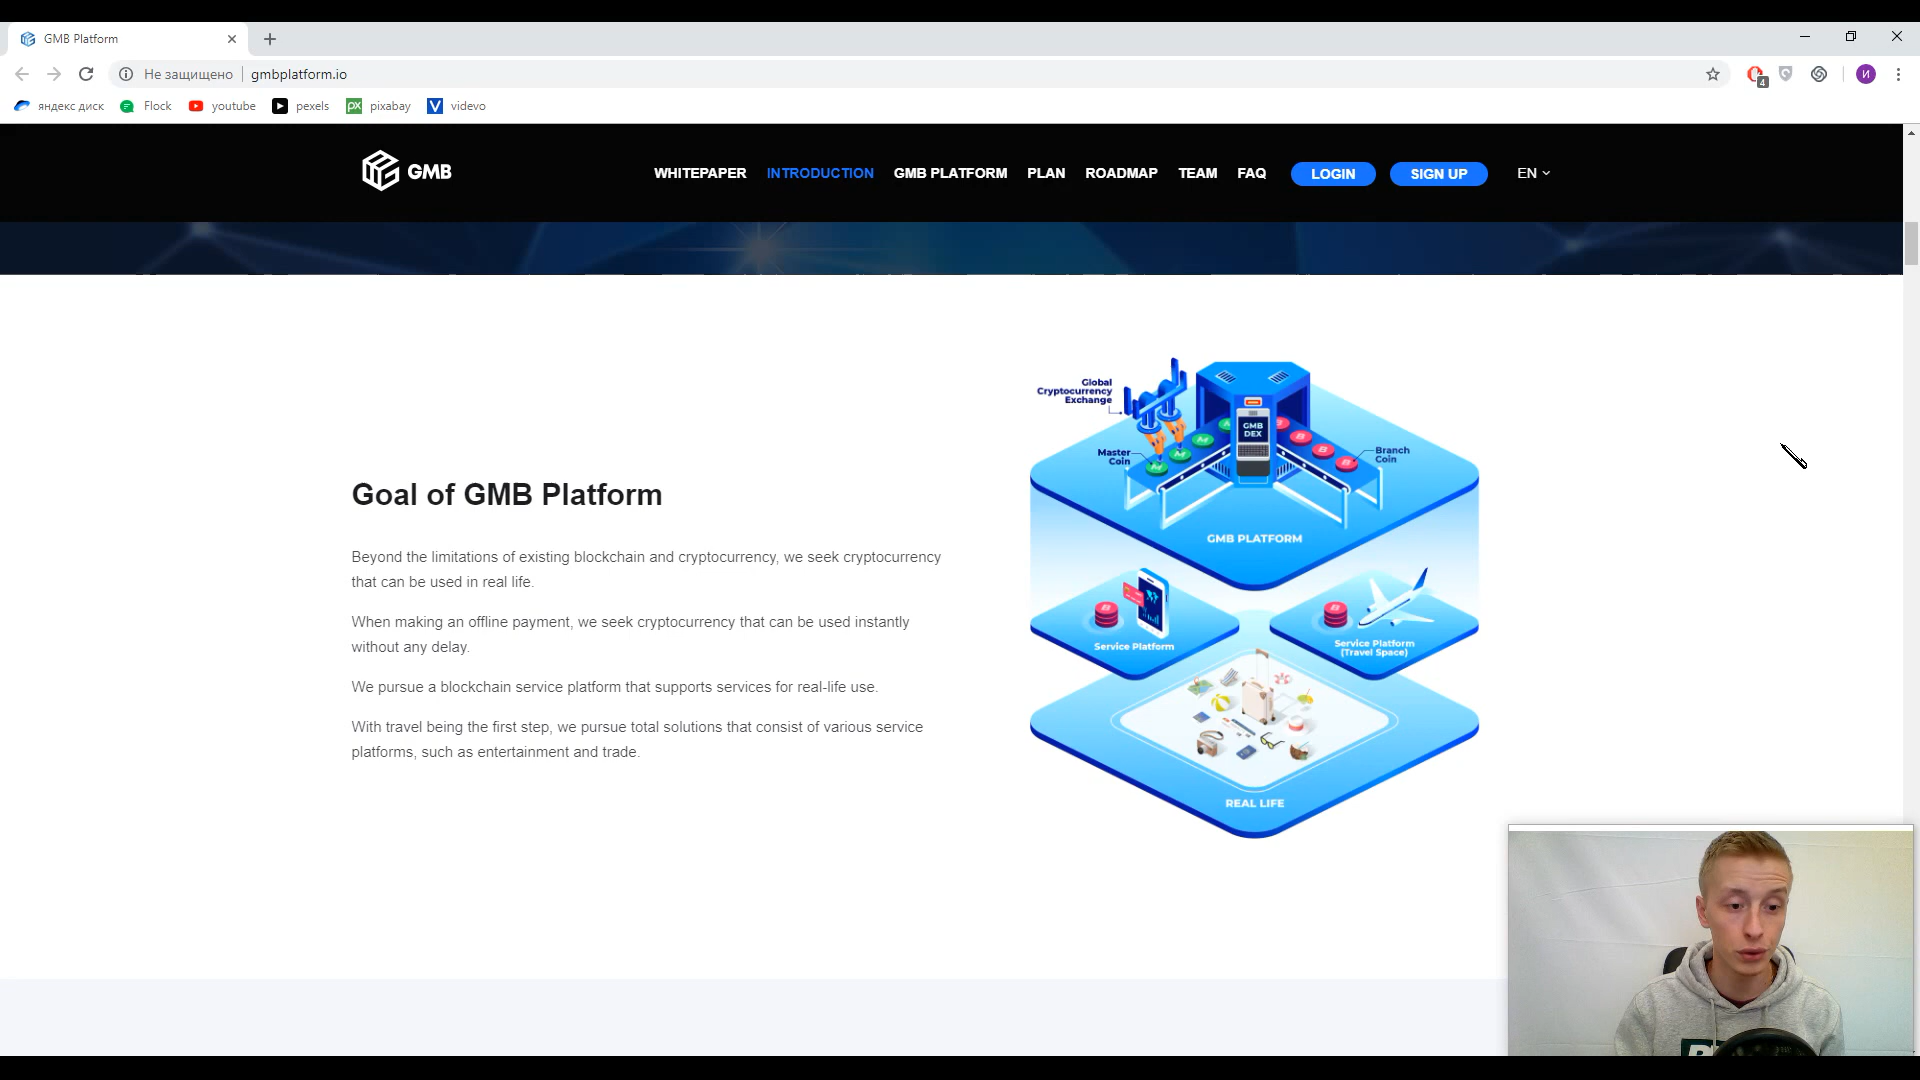 GMB Platform
Не защищено
gmbplatform.io
4
И
яндекс диск
Flock
youtube
pexels
px
pixabay
V
videvo
GMB
WHITEPAPER
INTRODUCTION
GMB PLATFORM
PLAN
ROADMAP
TEAM
FAQ
LOGIN
SIGN UP
EN
Goal of GMB Platform
Beyond the limitations of existing blockchain and cryptocurrency, we seek cryptocurrency
that can be used in real life.
When making an offline payment, we seek cryptocurrency that can be used instantly
without any delay.
We pursue a blockchain service platform that supports services for real-life use.
With travel being the first step, we pursue total solutions that consist of various service
platforms, such as entertainment and trade.
Global
Cryptocurrency
Exchange
GMB
DEX
Master
Coin
M
M
M
B
B
B
Branch
Coin
GMB PLATFORM
B
Service Platform
B
Service Platform
(Travel Space)
REAL LIFE